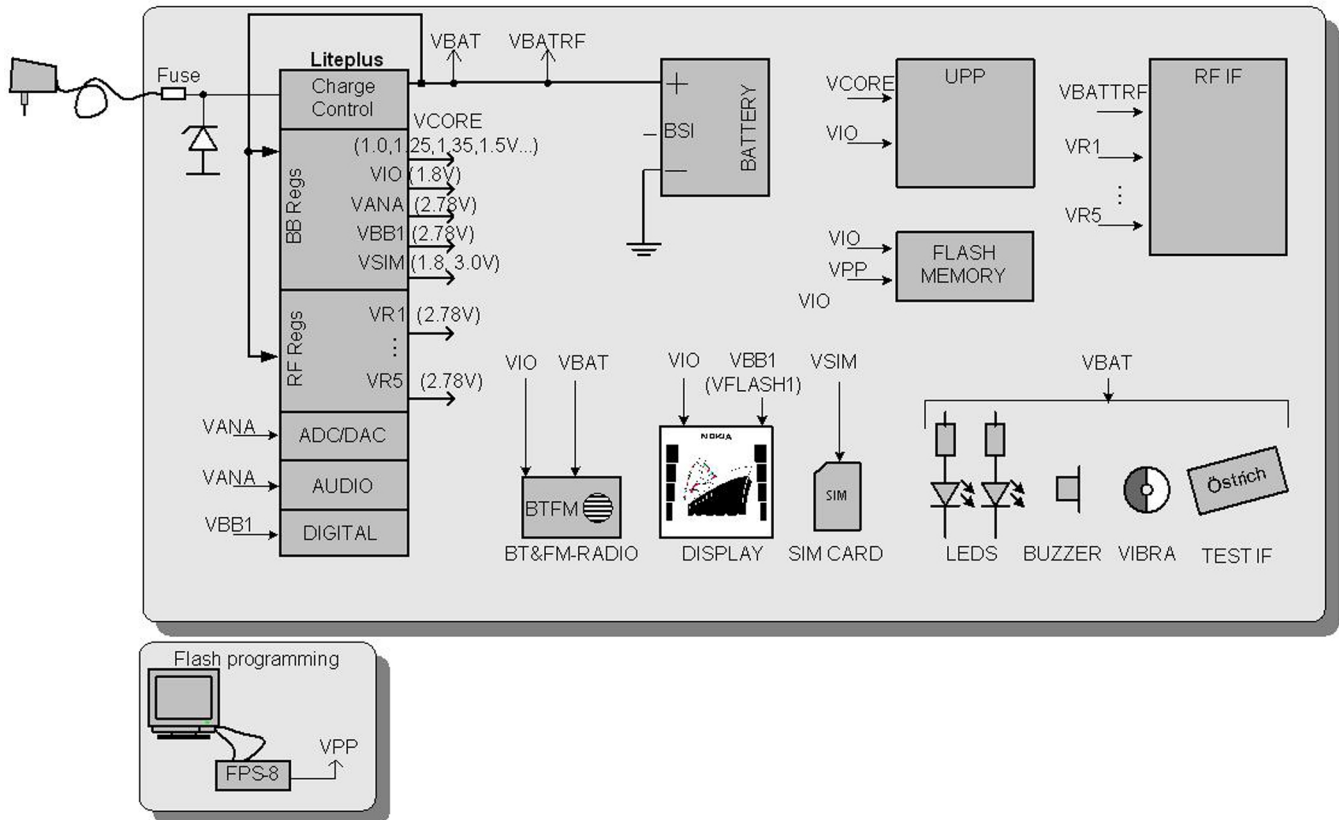 Liteplus
Fuse
Charge
Control
VBAT
VBATRF
VCORE
(1.0,1.25,1.35,1.5V...)
BB Regs
VIO (1.8V)
VANA (2.78V)
VBB1 (2.78V)
VSIM (1.8, 3.0V)
RF Regs
VR1 (2.78V)
⋮
VR5 (2.78V)
VANA
ADC/DAC
VANA
AUDIO
VBB1
DIGITAL
+
BSI
BATTERY
VCORE
VIO
UPP
VIO
VPP
FLASH
MEMORY
VIO
RF IF
VBATTRF
VR1
⋮
VR5
VIO
VBAT
BTFM
BT&FM-RADIO
VIO
VBB1
(VFLASH1)
NOKIA
DISPLAY
VSIM
SIM
SIM CARD
VBAT
Östrich
LEDS
BUZZER
VIBRA
TEST IF
Flash programming
VPP
FPS-8